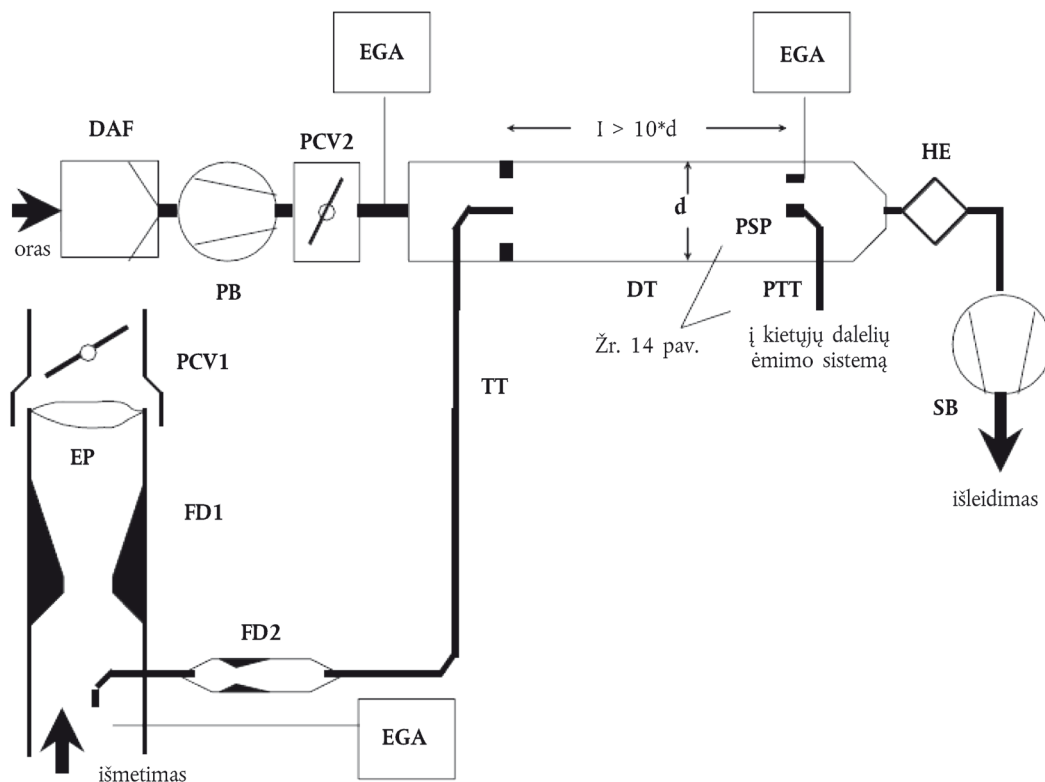 EGA
EGA
DAF
PCV2
I > 10*d
HE
oras
d
PSP
PB
DT
PTT
Žr. 14 pav.
į kietųjų dalelių
ėmimo sistemą
PCV1
TT
SB
EP
išleidimas
FD1
FD2
EGA
išmetimas